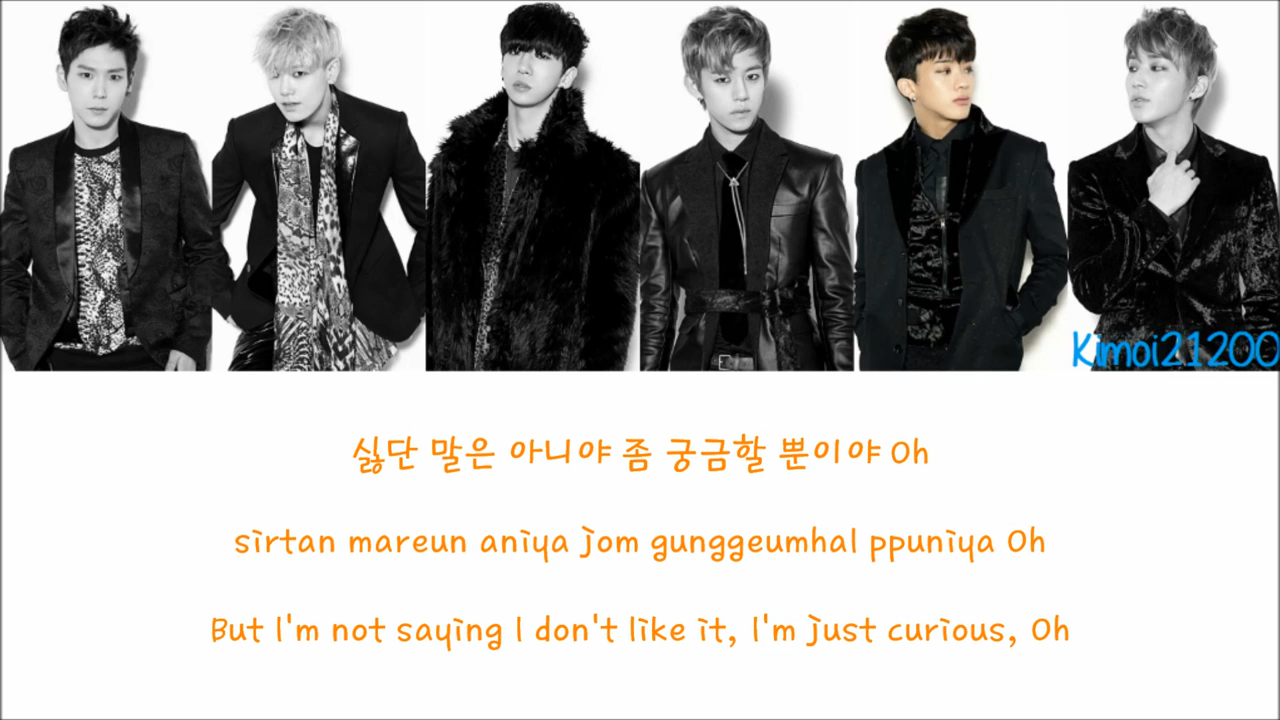 Kimoi21200
싫단 말은 아니야 좀 궁금할 뿐이야 Oh
sirtan mareun aniya jom gunggeumhal ppuniya Oh
But I'm not saying I don't like it, I'm just curious, Oh